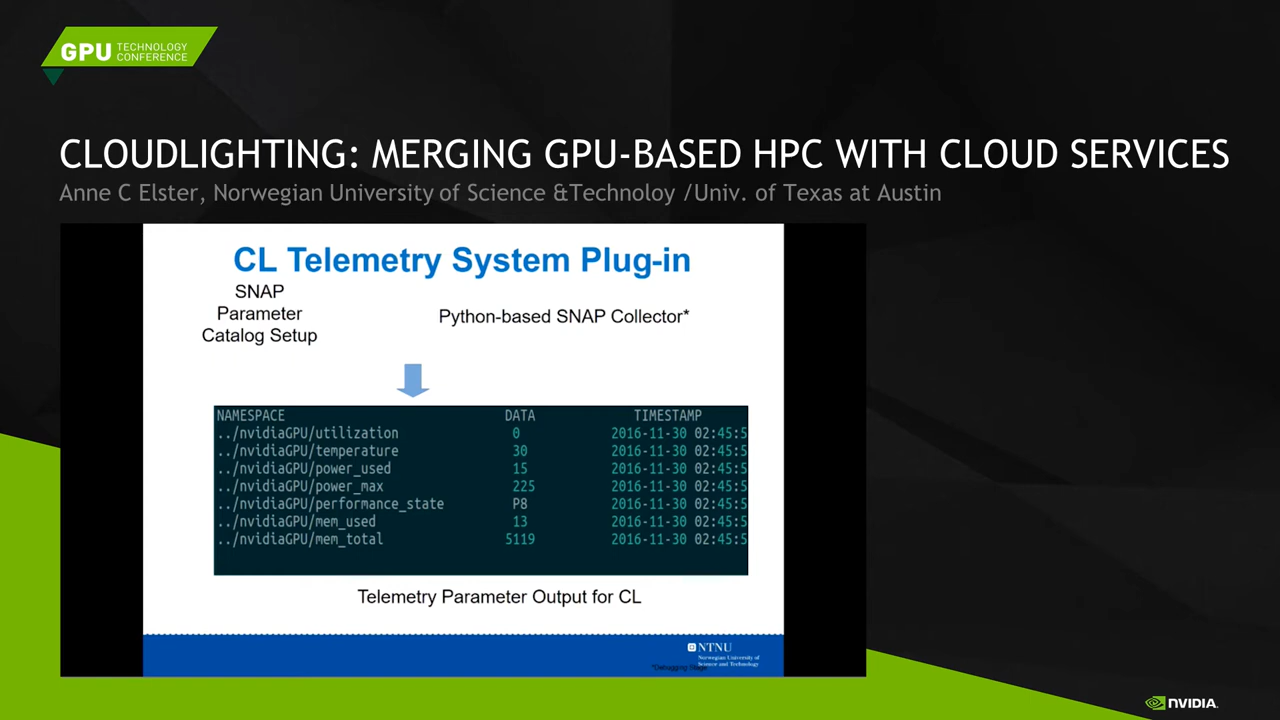 GPU TECHNOLOGY
CONFERENCE
CLOUDLIGHTING: MERGING GPU-BASED HPC WITH CLOUD SERVICES
Anne C Elster, Norwegian University of Science &Technoloy /Univ. of Texas at Austin
CL Telemetry System Plug-in
SNAP
Parameter
Catalog Setup
Python-based SNAP Collector*
NAMESPACE DATA TIMESTAMP
../nvidiaGPU/utilization 0 2016-11-30 02:45:5
../nvidiaGPU/temperature 30 2016-11-30 02:45:5
../nvidiaGPU/power_used 15 2016-11-30 02:45:5
../nvidiaGPU/power_max 225 2016-11-30 02:45:5
../nvidiaGPU/performance_state P8 2016-11-30 02:45:5
../nvidiaGPU/mem_used 13 2016-11-30 02:45:5
../nvidiaGPU/mem_total 5119 2016-11-30 02:45:5
Telemetry Parameter Output for CL
NTNU
Norwegian University of
Science and Technology
*Debugging Stage
NVIDIA.